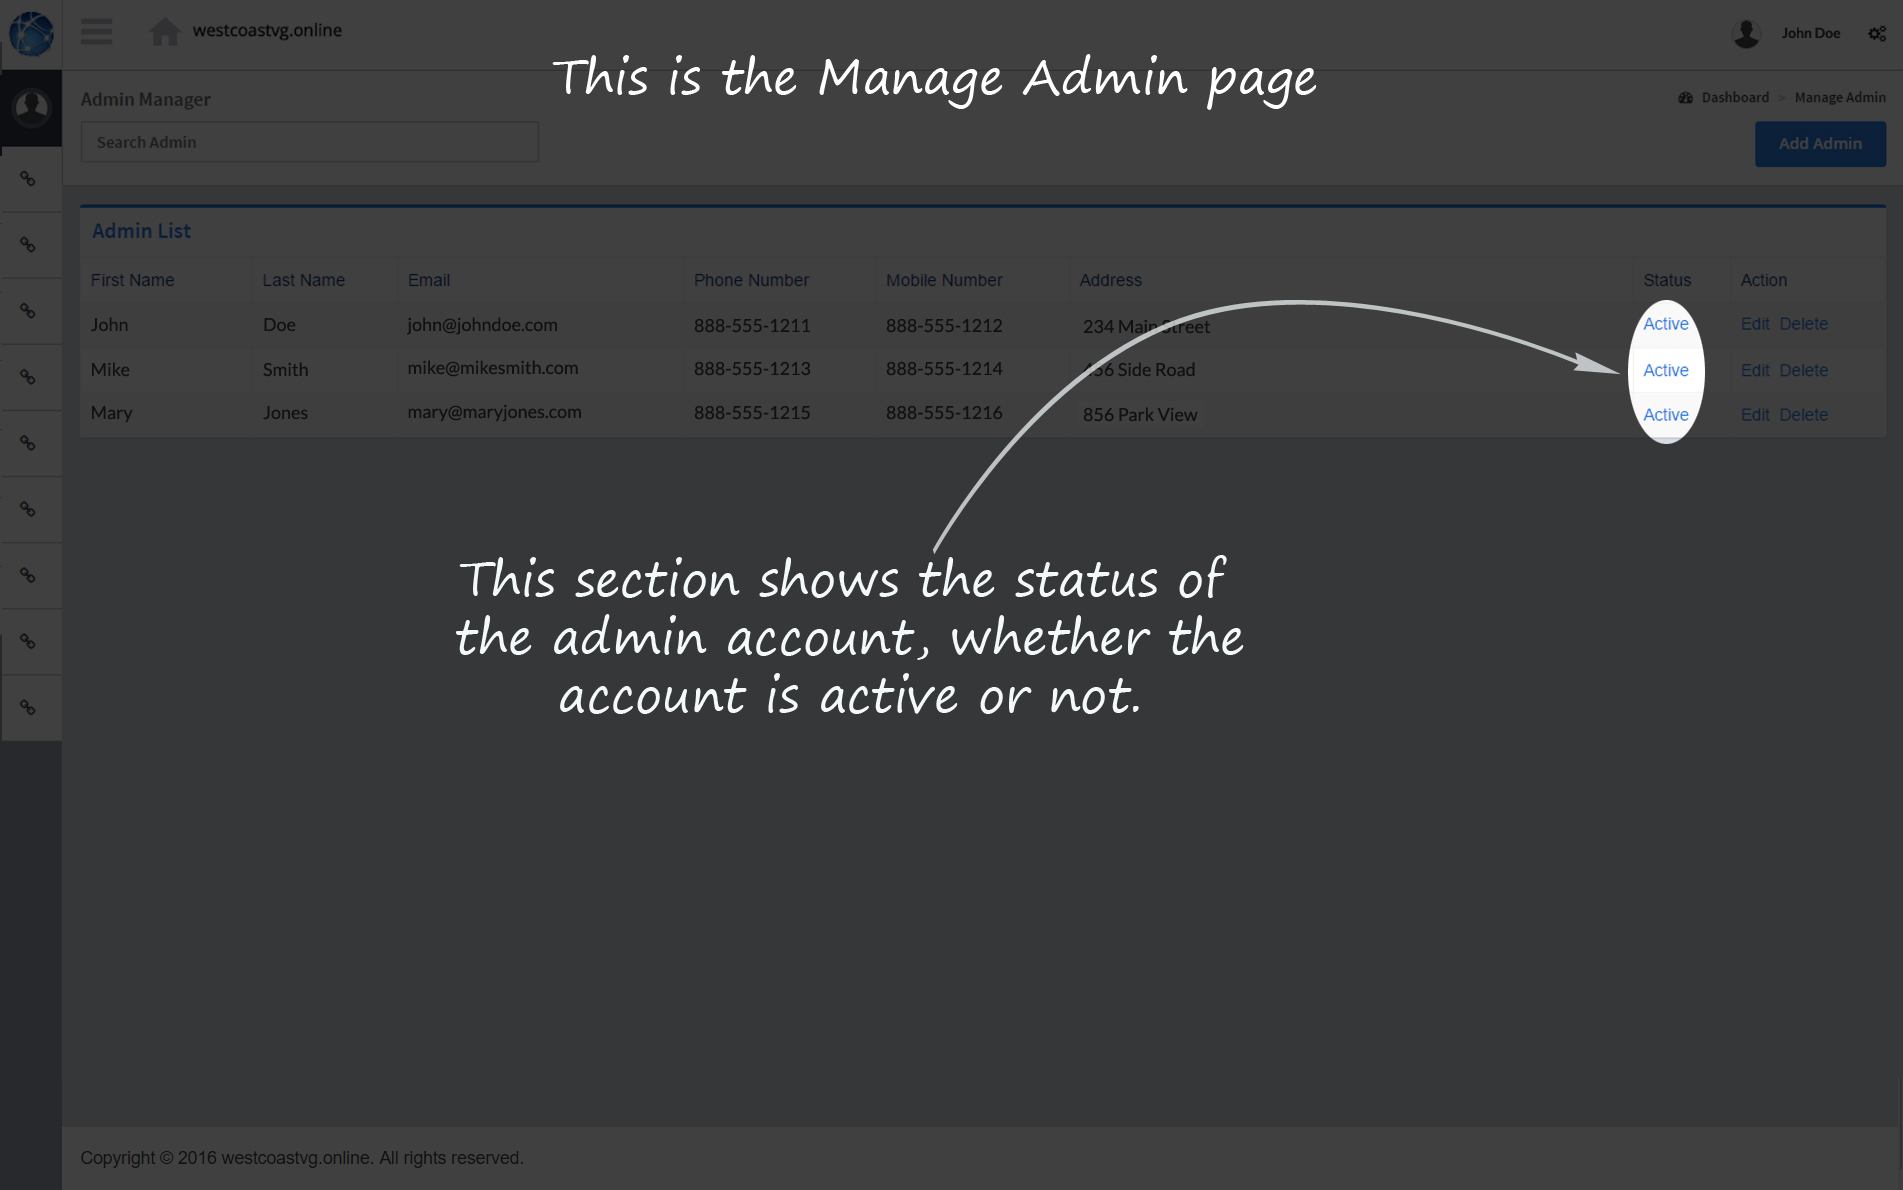 westcoastvg.online
John Doe
This is the Manage Admin page
Admin Manager
Dashboard > Manage Admin
Search Admin
Add Admin
Admin List
First Name Last Name Email Phone Number Mobile Number Address Status Action
John Doe john@johndoe.com 888-555-1211 888-555-1212 234 Main Street Active Edit Delete
Mike Smith mike@mikesmith.com 888-555-1213 888-555-1214 456 Side Road Active Edit Delete
Mary Jones mary@maryjones.com 888-555-1215 888-555-1216 856 Park View Active Edit Delete
This section shows the status of
the admin account, whether the
account is active or not.
Copyright © 2016 westcoastvg.online. All rights reserved.